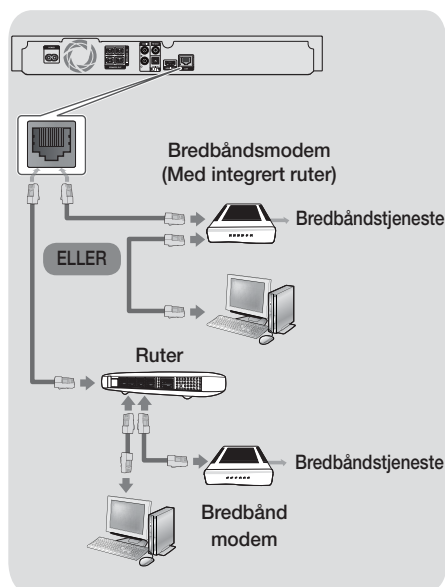 Bredbåndsmodem
(Med integrert ruter)
Bredbåndstjeneste
ELLER
Ruter
Bredbåndstjeneste
Bredbånd
modem